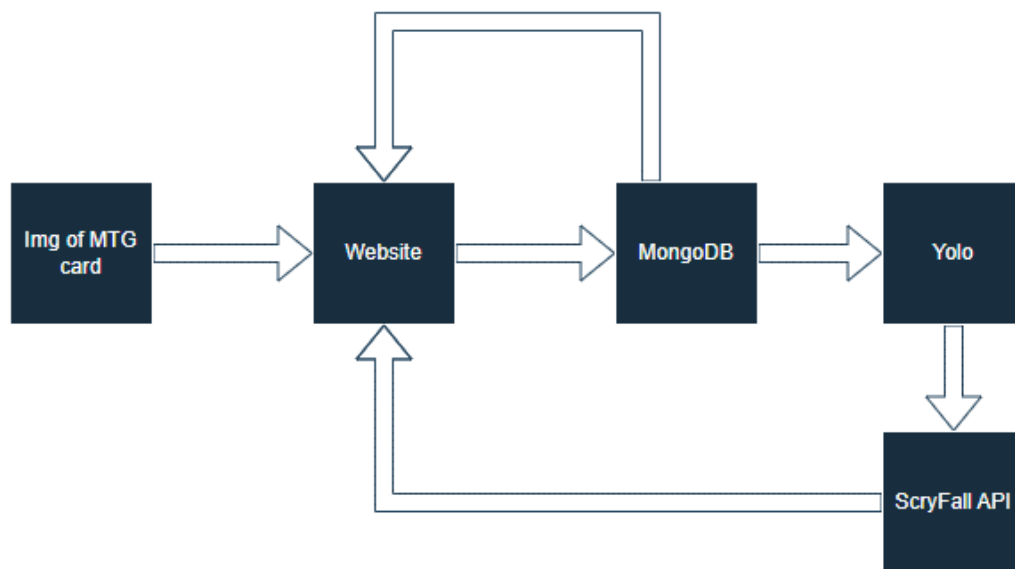 Img of MTG
card
Website
MongoDB
Yolo
ScryFall API